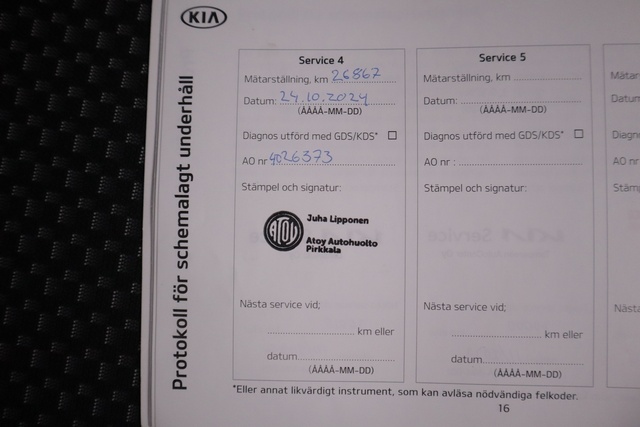 KIA
Protokoll för schemalagt underhåll
Service 4
Mätarställning, km 26867
Datum: 24.10.2024
(ÅÅÅÅ-MM-DD)
Diagnos utförd med GDS/KDS*
AO nr 4026373
Stämpel och signatur:
ATOY
Juha Lipponen
Atoy Autohuolto
Pirkkala
Nästa service vid;
km eller
datum
(ÅÅÅÅ-MM-DD)
Service 5
Mätarställning, km
Datum:
(ÅÅÅÅ-MM-DD)
Diagnos utförd med GDS/KDS*
AO nr :
Stämpel och signatur:
Nästa service vid;
km eller
datum
(ÅÅÅÅ-MM-DD)
*Eller annat likvärdigt instrument, som kan avläsa nödvändiga felkoder.
16